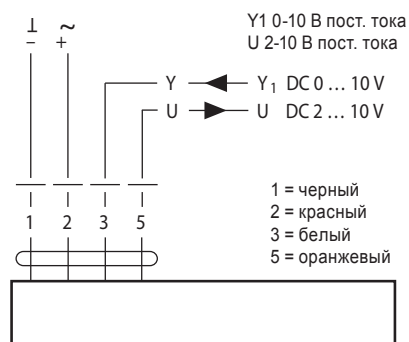 ⊥ ~
− +
Y1 0-10 В пост. тока
U 2-10 В пост. тока
Y Y₁ DC 0 … 10 V
U U DC 2 … 10 V
1 2 3 5
1 = черный
2 = красный
3 = белый
5 = оранжевый